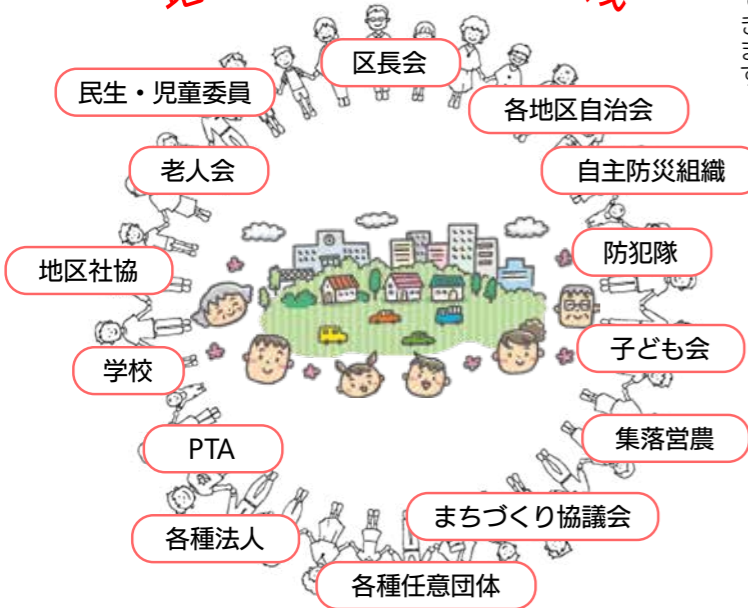 区長会
各地区自治会
自主防災組織
防犯隊
子ども会
集落営農
まちづくり協議会
各種任意団体
各種法人
PTA
学校
地区社協
老人会
民生・児童委員
きます